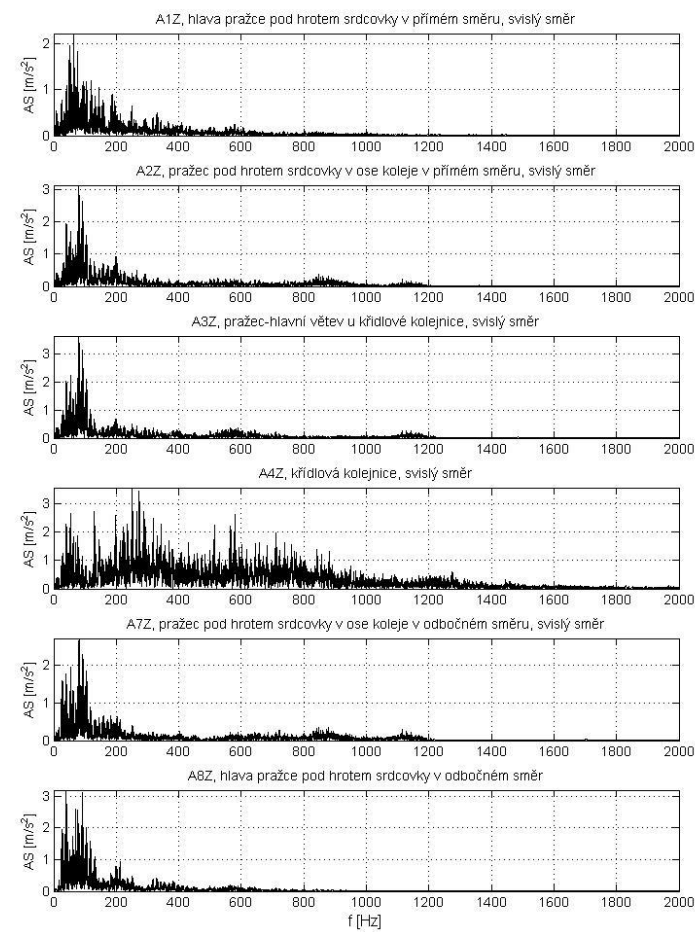 A1Z, hlava pražce pod hrotem srdcovky v přímém směru, svislý směr
AS [m/s²]
2
1
0
0 200 400 600 800 1000 1200 1400 1600 1800 2000
A2Z, pražec pod hrotem srdcovky v ose koleje v přímém směru, svislý směr
AS [m/s²]
3
2
1
0
0 200 400 600 800 1000 1200 1400 1600 1800 2000
A3Z, pražec-hlavní větev u křidlové kolejnice, svislý směr
AS [m/s²]
3
2
1
0
0 200 400 600 800 1000 1200 1400 1600 1800 2000
A4Z, křídlová kolejnice, svislý směr
AS [m/s²]
3
2
1
0
0 200 400 600 800 1000 1200 1400 1600 1800 2000
A7Z, pražec pod hrotem srdcovky v ose koleje v odbočném směru, svislý směr
AS [m/s²]
2
1
0
0 200 400 600 800 1000 1200 1400 1600 1800 2000
A8Z, hlava pražce pod hrotem srdcovky v odbočném směr
AS [m/s²]
3
2
1
0
0 200 400 600 800 1000 1200 1400 1600 1800 2000
f [Hz]